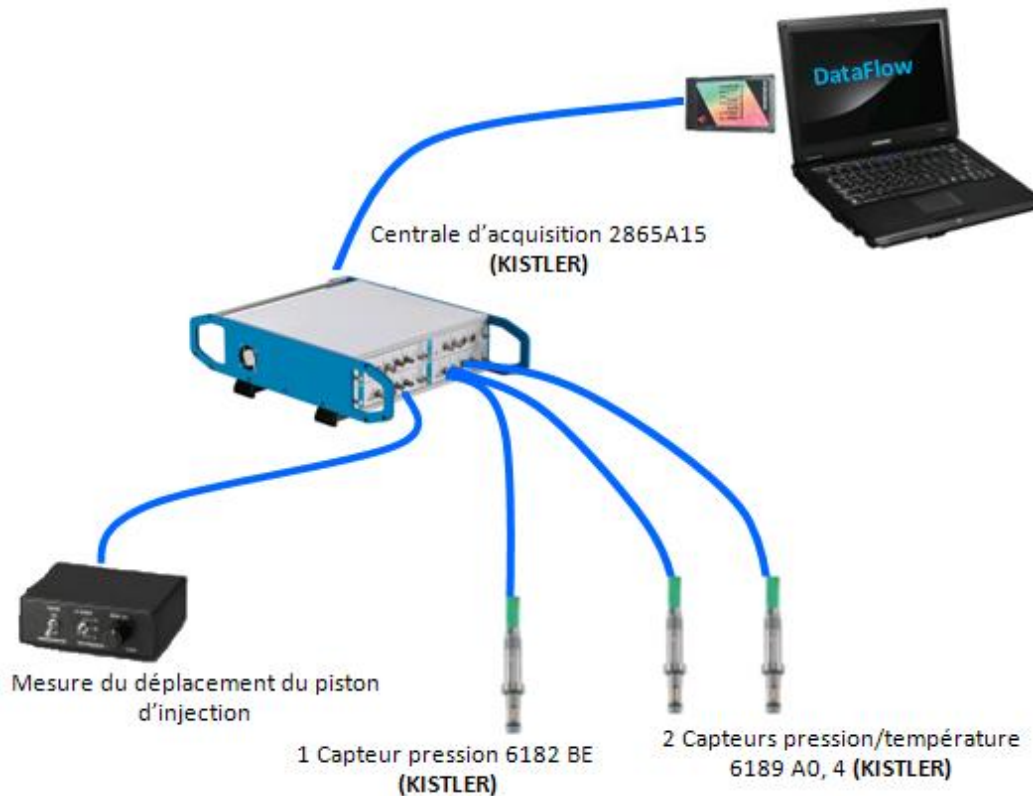 DataFlow
Centrale d'acquisition 2865A15
(KISTLER)
Mesure du déplacement du piston
d'injection
1 Capteur pression 6182 BE
(KISTLER)
2 Capteurs pression/température
6189 A0, 4 (KISTLER)